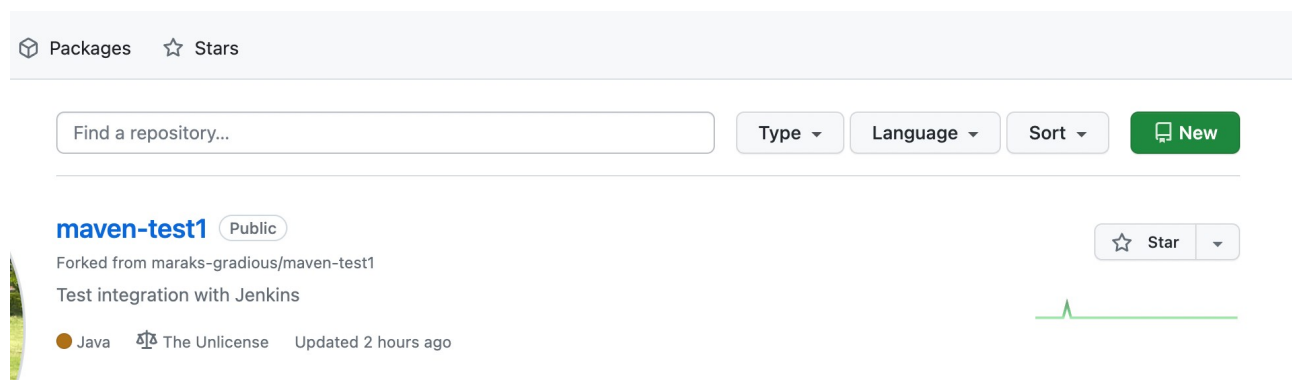 Packages Stars
Find a repository... Type Language Sort New
maven-test1 Public
Star
Forked from maraks-gradious/maven-test1
Test integration with Jenkins
Java The Unlicense Updated 2 hours ago